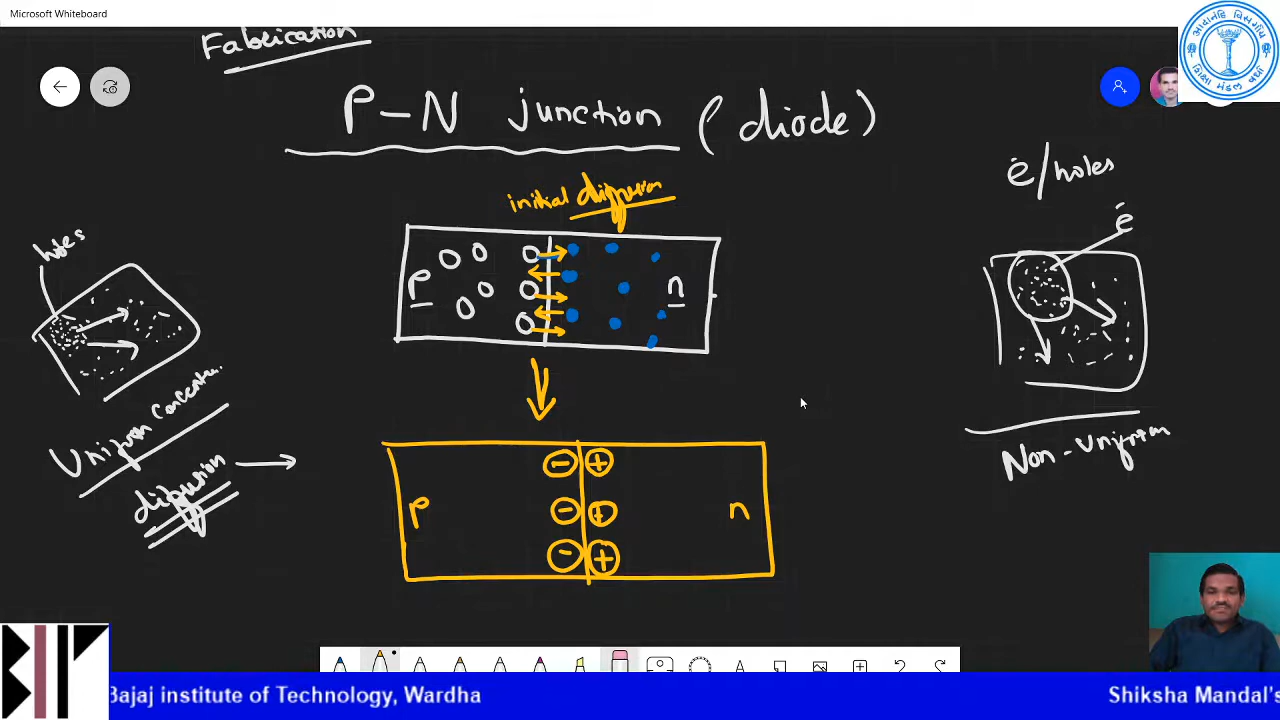 Microsoft Whiteboard
Fabrication
P-N junction (diode)
initial diffusion
p
n
holes
Uniform Concentra..
diffusion
e/holes
e
Non-Uniform
p
n
- +
- +
- +
Bajaj institute of Technology, Wardha
Shiksha Mandal's